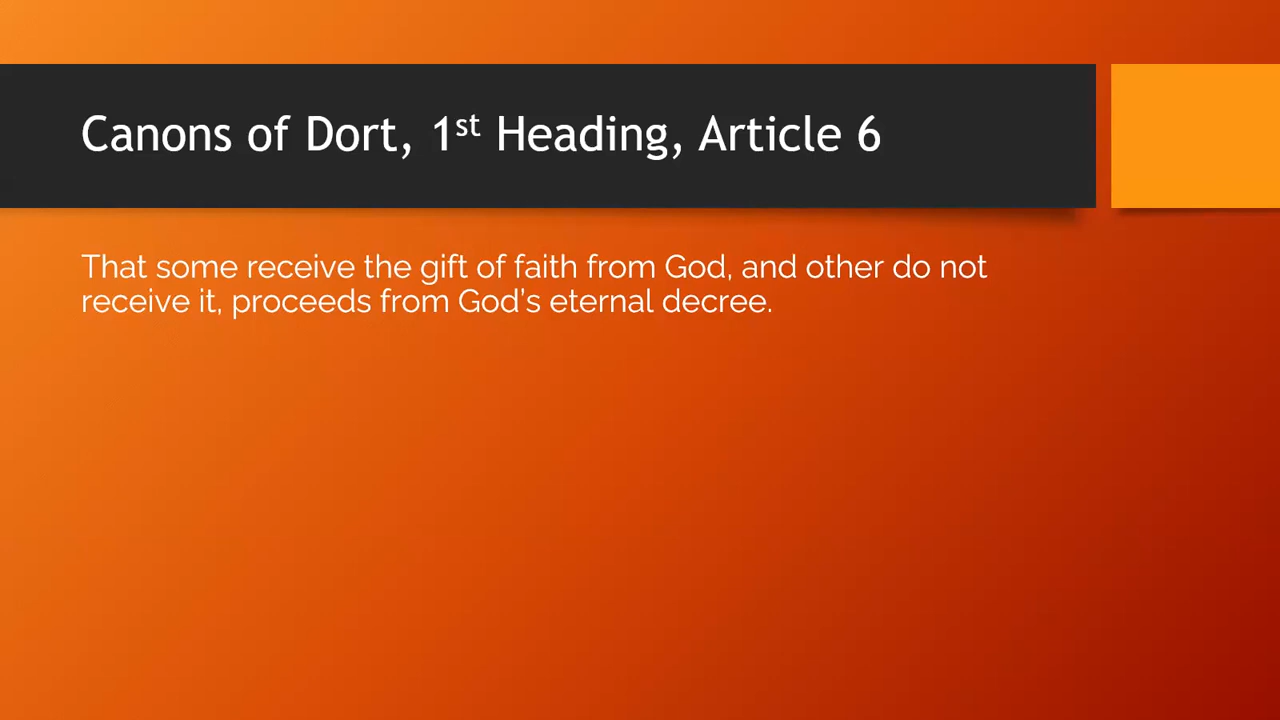 Canons of Dort, 1st Heading, Article 6
That some receive the gift of faith from God, and other do not
receive it, proceeds from God’s eternal decree.